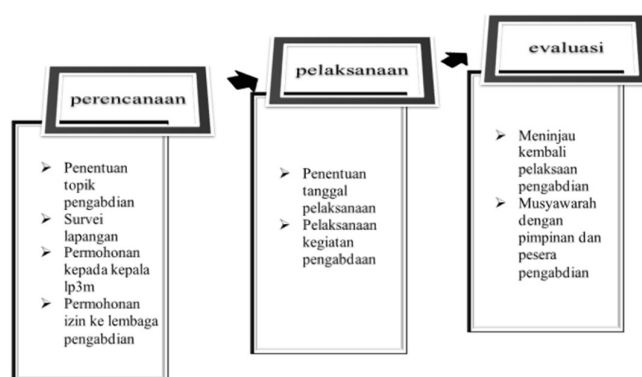 perencanaan
Penentuan
topik
pengabdian
Survei
lapangan
Permohonan
kepada kepala
lp3m
Permohonan
izin ke lembaga
pengabdian
pelaksanaan
Penentuan
tanggal
pelaksanaan
Pelaksanaan
kegiatan
pengabdaan
evaluasi
Meninjau
kembali
pelaksaan
pengabdian
Musyawarah
dengan
pimpinan dan
pesera
pengabdian